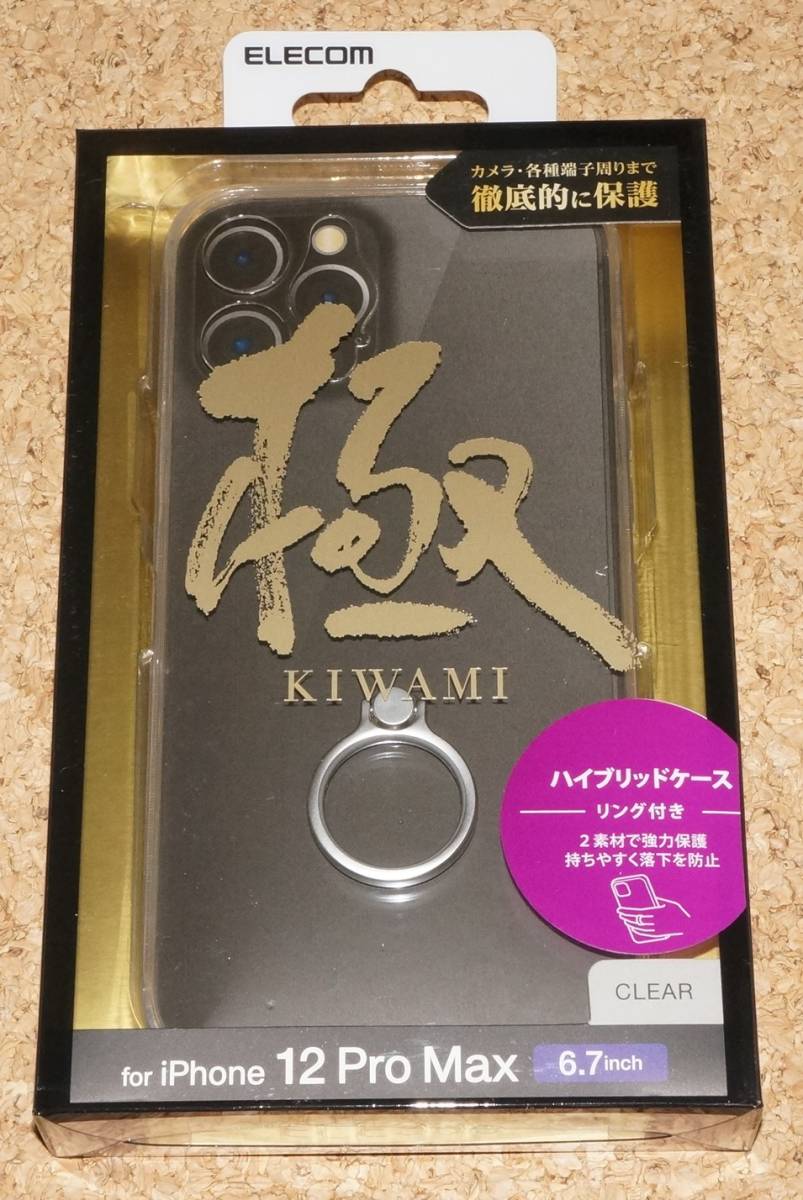 ELECOM
カメラ・各種端子周りまで
徹底的に保護
極
KIWAMI
ハイブリッドケース
リング付き
2素材で強力保護
持ちやすく落下を防止
CLEAR
for iPhone 12 Pro Max 6.7inch